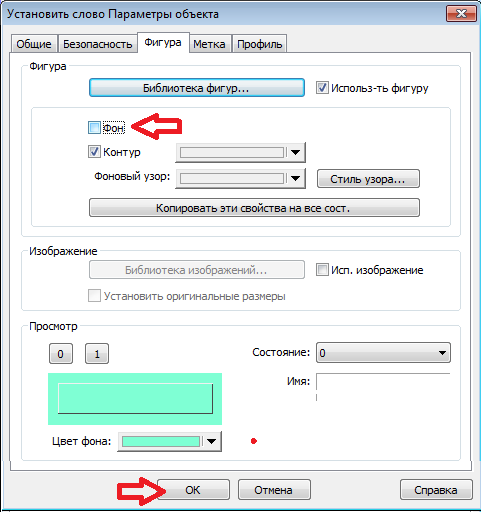 Установить слово Параметры объекта
Общие Безопасность Фигура Метка Профиль
Фигура
Библиотека фигур... Использ-ть фигуру
Фон
Контур
Фоновый узор: Стиль узора...
Копировать эти свойства на все сост.
Изображение
Библиотека изображений... Исп. изображение
Установить оригинальные размеры
Просмотр
0 1 Состояние: 0
Имя:
Цвет фона:
OK Отмена Справка